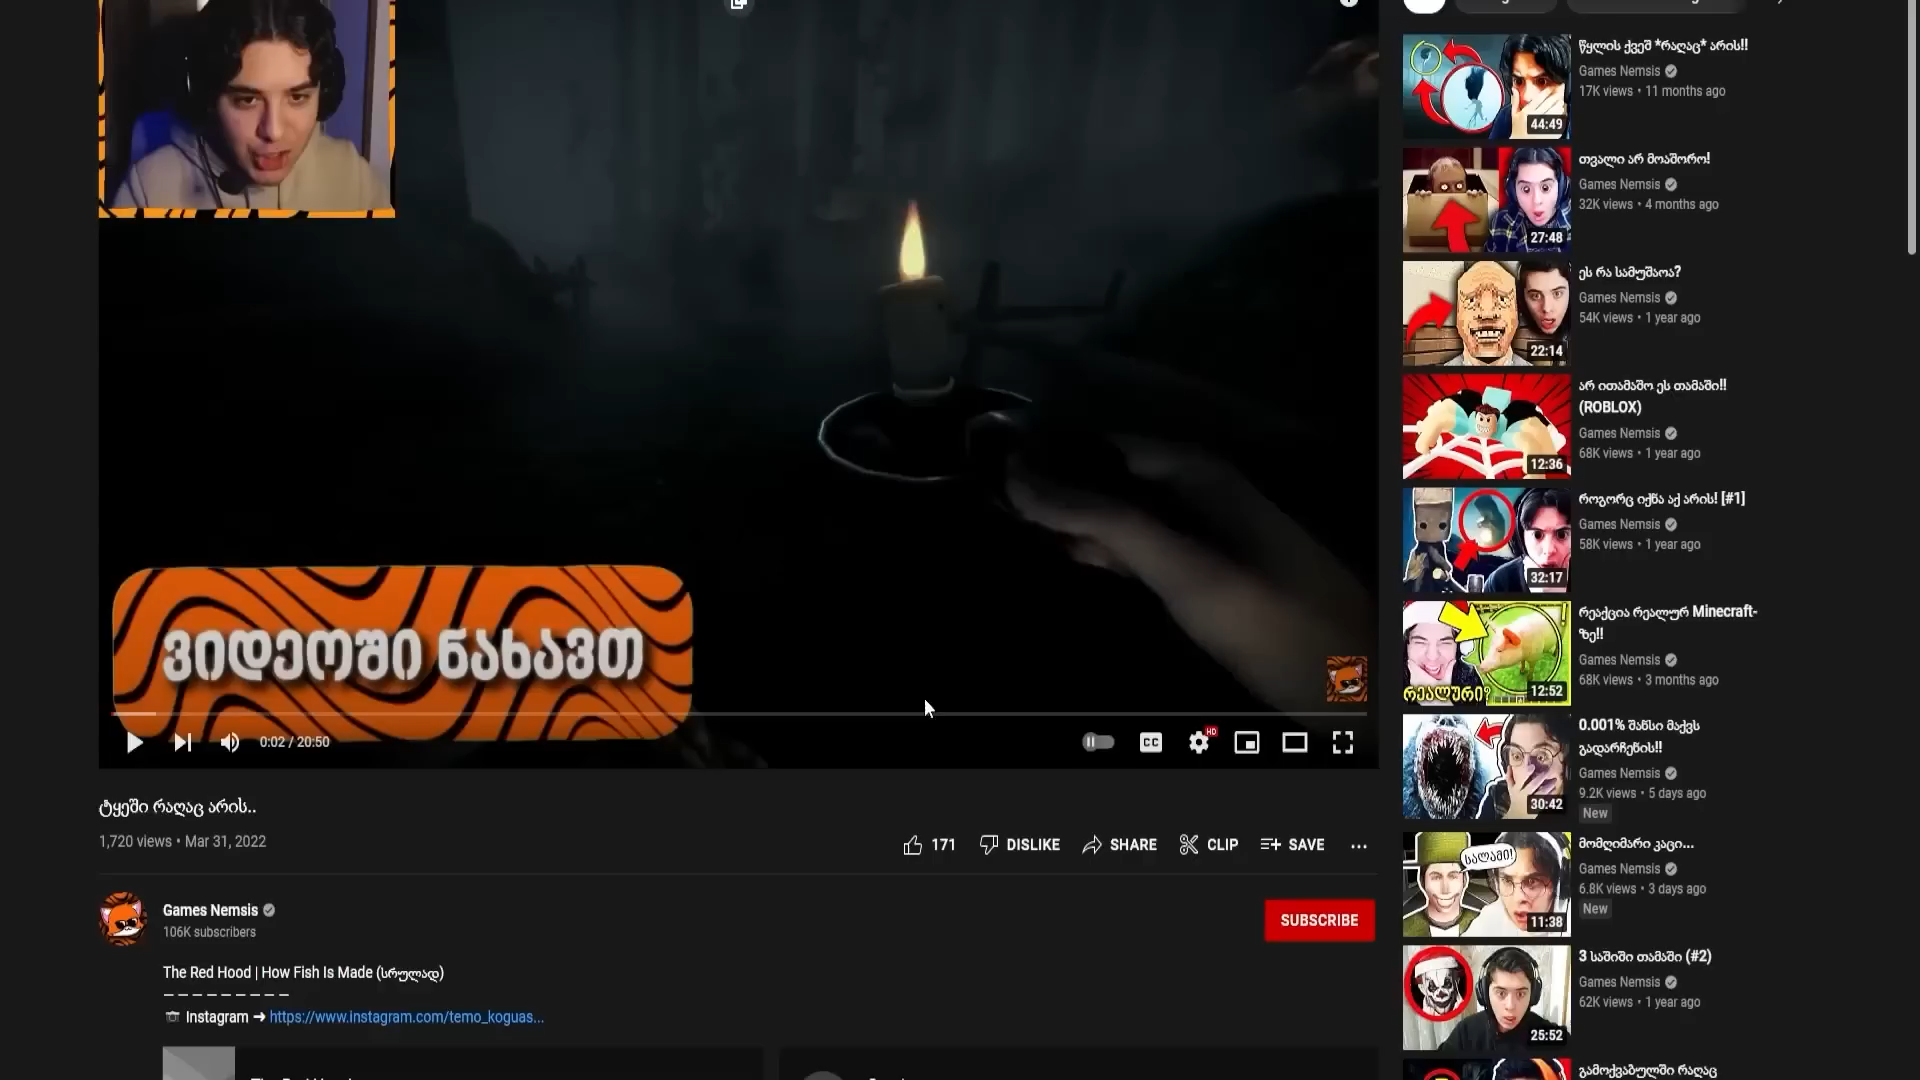 ვიდეოში ნახავთ
0:02 / 20:50
CC
HD
ტყეში რაღაც არის..
1,720 views • Mar 31, 2022
171
DISLIKE
SHARE
CLIP
SAVE
Games Nemsis
106K subscribers
SUBSCRIBE
The Red Hood | How Fish Is Made (სრულად)
– – – – – – – – –
Instagram ➜ https://www.instagram.com/temo_koguas...
44:49
წყლის ქვეშ *რაღაც* არის!!
Games Nemsis
17K views • 11 months ago
27:48
თვალი არ მოაშორო!
Games Nemsis
32K views • 4 months ago
22:14
ეს რა სამუშაოა?
Games Nemsis
54K views • 1 year ago
12:36
არ ითამაშო ეს თამაში!!
(ROBLOX)
Games Nemsis
68K views • 1 year ago
32:17
როგორც იქნა აქ არის! [#1]
Games Nemsis
58K views • 1 year ago
რეალური?
12:52
რეაქცია რეალურ Minecraft-
ზე!!
Games Nemsis
68K views • 3 months ago
30:42
0.001% შანსი მაქვს
გადარჩენის!!
Games Nemsis
9.2K views • 5 days ago
New
სალამი!
11:38
მომღიმარი კაცი...
Games Nemsis
6.8K views • 3 days ago
New
25:52
3 საშიში თამაში (#2)
Games Nemsis
62K views • 1 year ago
გამოქვაბულში რაღაც